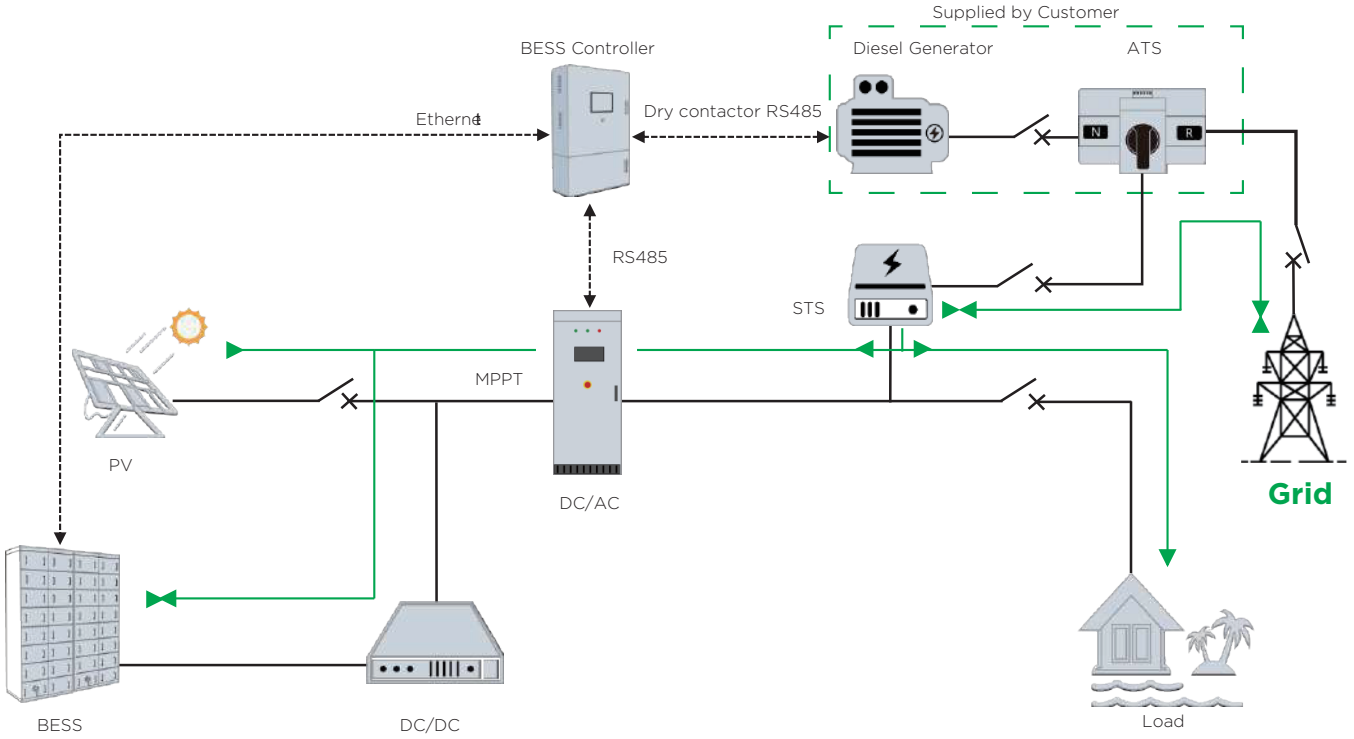 Supplied by Customer
BESS Controller
Diesel Generator
ATS
Ethernet
Dry contactor RS485
N
R
RS485
STS
MPPT
PV
DC/AC
Grid
BESS
DC/DC
Load